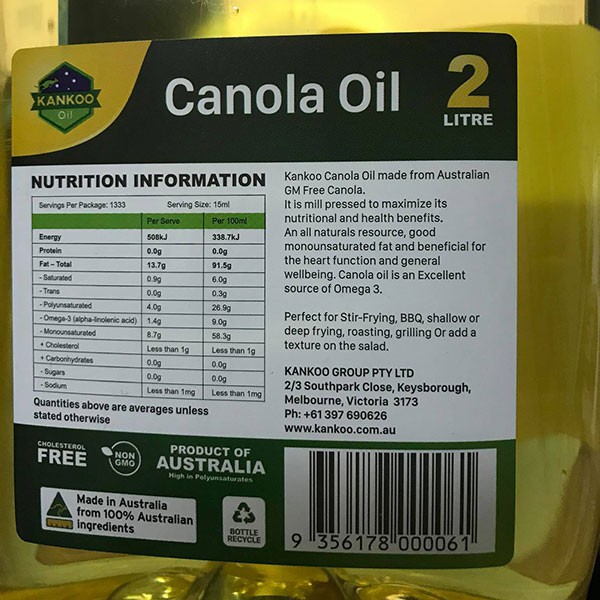 KANKOO
Oil
Canola Oil
2
LITRE
NUTRITION INFORMATION
Servings Per Package: 1333 Serving Size: 15ml
Per Serve Per 100ml
Energy 508kJ 338.7kJ
Protein 0.0g 0.0g
Fat – Total 13.7g 91.5g
- Saturated 0.9g 6.0g
- Trans 0.0g 0.3g
- Polyunsaturated 4.0g 26.9g
- Omega-3 (alpha-linolenic acid) 1.4g 9.0g
- Monounsaturated 8.7g 58.3g
+ Cholesterol Less than 1g Less than 1g
+ Carbonhydrates 0.0g 0.0g
- Sugars 0.0g 0.0g
- Sodium Less than 1mg Less than 1mg
Quantities above are averages unless
stated otherwise
Kankoo Canola Oil made from Australian
GM Free Canola.
It is mill pressed to maximize its
nutritional and health benefits.
An all naturals resource, good
monounsaturated fat and beneficial for
the heart function and general
wellbeing. Canola oil is an Excellent
source of Omega 3.
Perfect for Stir-Frying, BBQ, shallow or
deep frying, roasting, grilling Or add a
texture on the salad.
KANKOO GROUP PTY LTD
2/3 Southpark Close, Keysborough,
Melbourne, Victoria 3173
Ph: +61 397 690626
www.kankoo.com.au
CHOLESTEROL
FREE
NON
GMO
PRODUCT OF
AUSTRALIA
High in Polyunsaturates
Made in Australia
from 100% Australian
ingredients
BOTTLE
RECYCLE
9 356178 000061